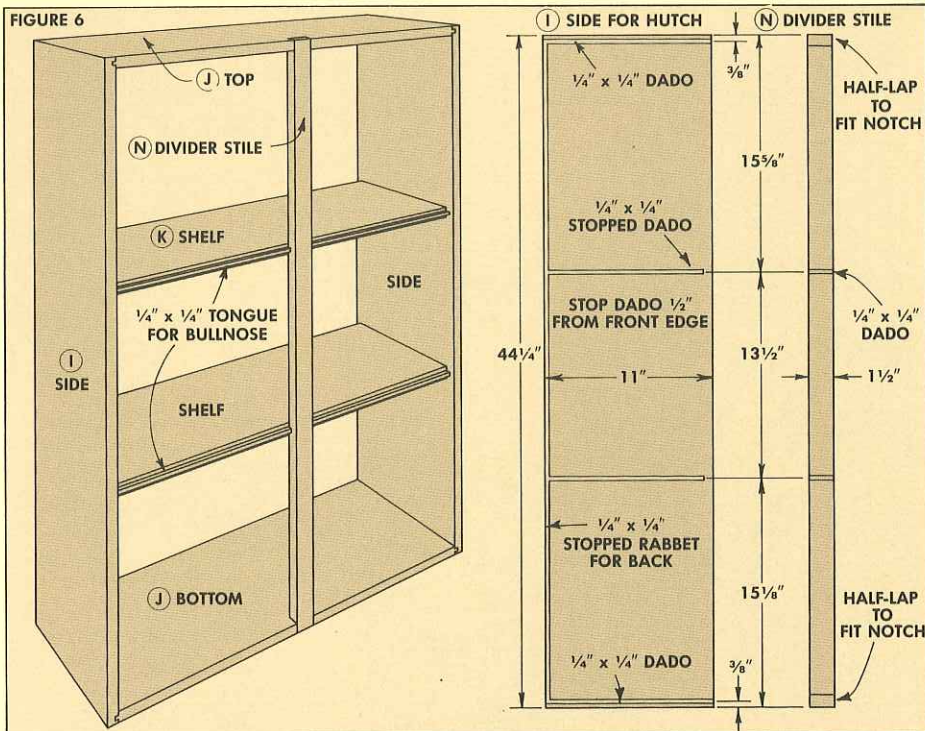 FIGURE 6
J TOP
N DIVIDER STILE
K SHELF
1/4" x 1/4" TONGUE
FOR BULLNOSE
I
SIDE
SIDE
SHELF
J BOTTOM
I SIDE FOR HUTCH
3/8"
1/4" x 1/4" DADO
1/4" x 1/4"
STOPPED DADO
STOP DADO 1/2"
FROM FRONT EDGE
44 1/4"
11"
1/4" x 1/4"
STOPPED RABBET
FOR BACK
1/4" x 1/4" DADO
3/8"
15 5/8"
13 1/2"
15 1/8"
N DIVIDER STILE
HALF-LAP
TO
FIT NOTCH
1/4" x 1/4"
DADO
1 1/2"
HALF-LAP
TO
FIT NOTCH